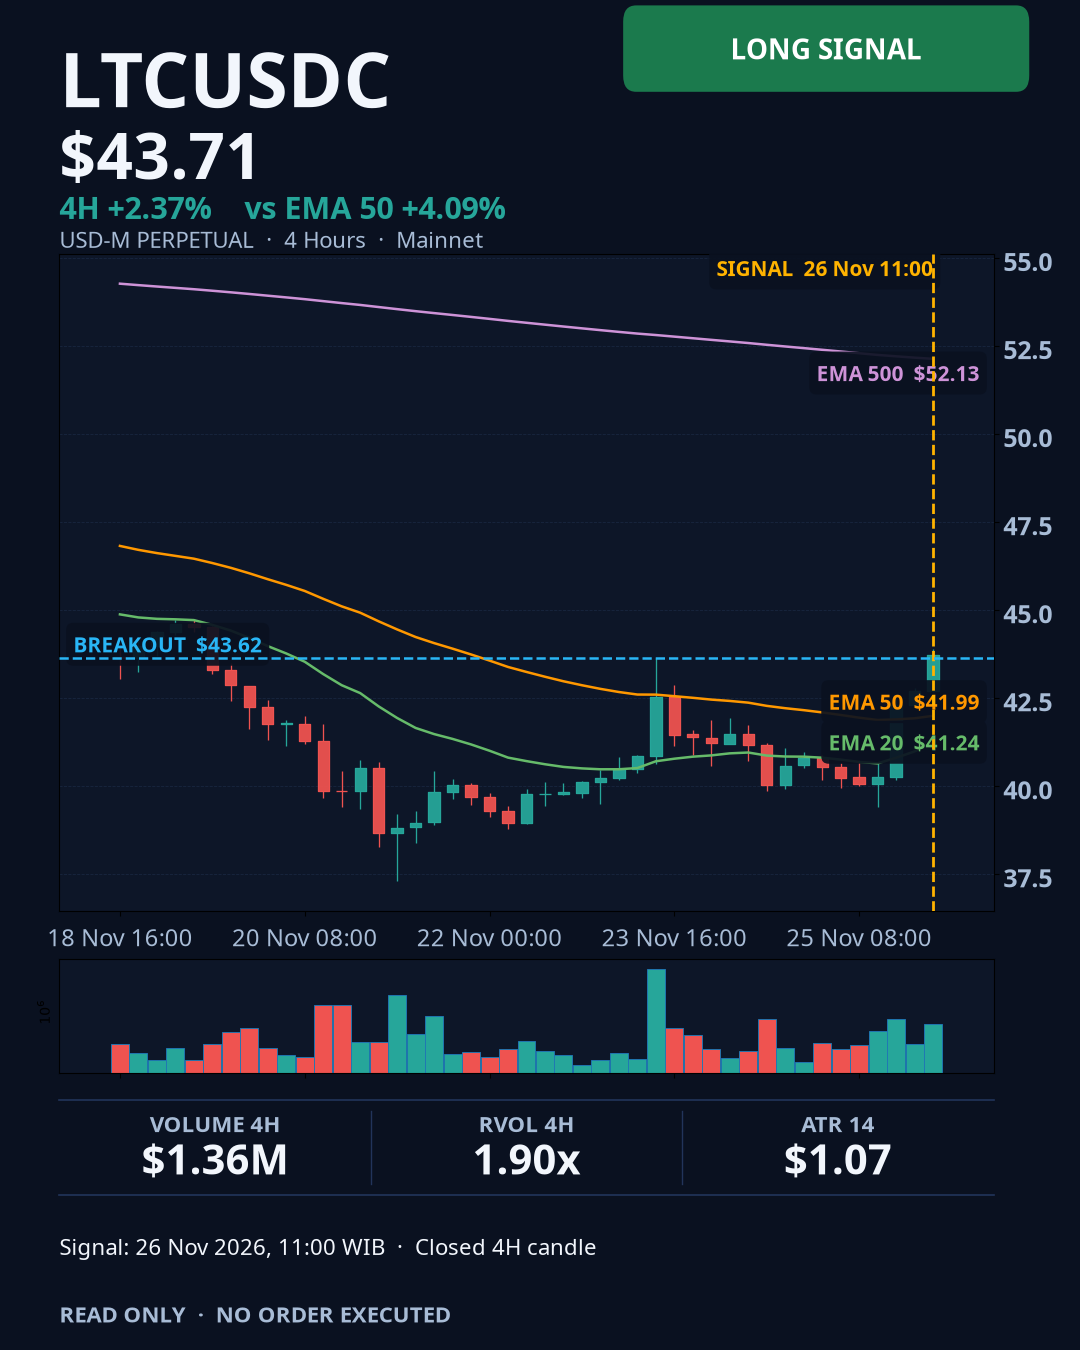 LONG SIGNAL
LTCUSDC
$43.71
4H +2.37% vs EMA 50 +4.09%
USD-M PERPETUAL · 4 Hours · Mainnet
SIGNAL 26 Nov 11:00
55.0
52.5
EMA 500 $52.13
50.0
47.5
45.0
BREAKOUT $43.62
42.5
EMA 50 $41.99
EMA 20 $41.24
40.0
37.5
18 Nov 16:00 20 Nov 08:00 22 Nov 00:00 23 Nov 16:00 25 Nov 08:00
10⁶
VOLUME 4H RVOL 4H ATR 14
$1.36M 1.90x $1.07
Signal: 26 Nov 2026, 11:00 WIB · Closed 4H candle
READ ONLY · NO ORDER EXECUTED